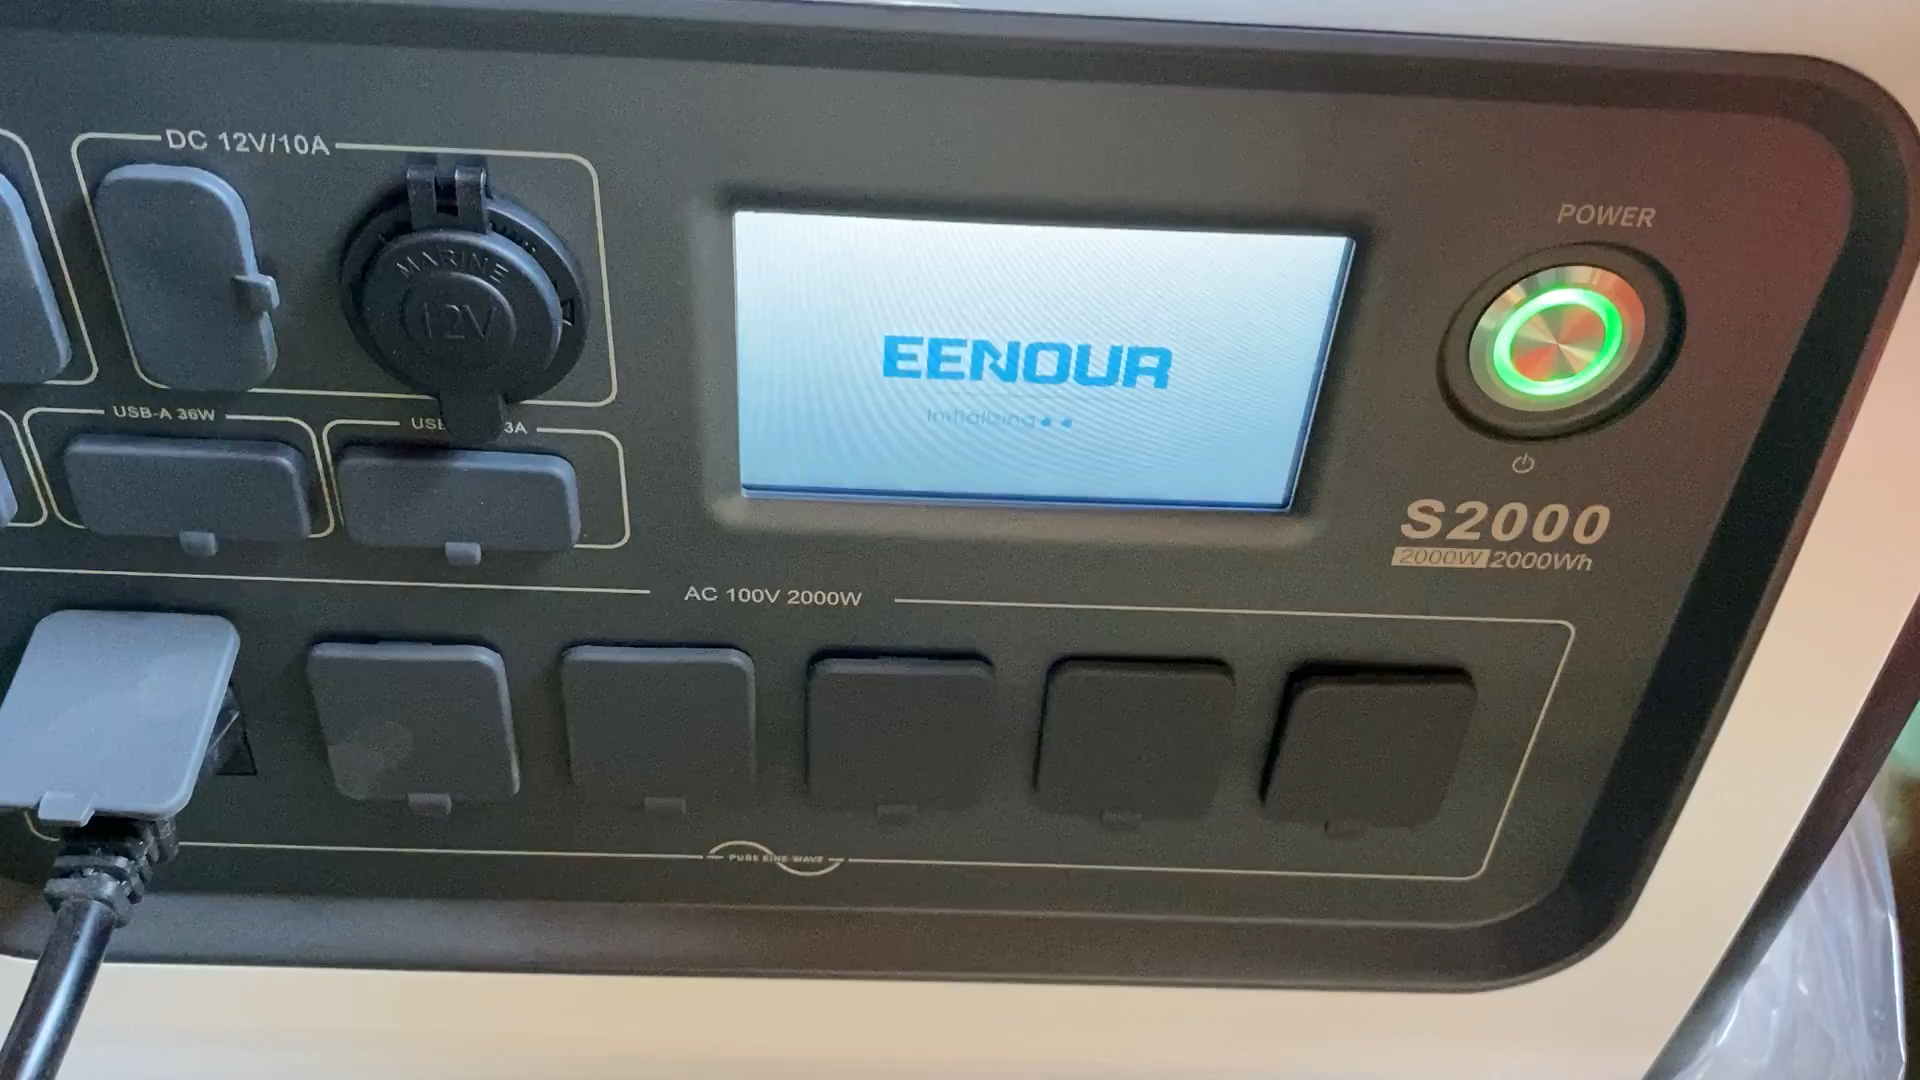 DC 12V/10A
MARINE
12V
USB-A 36W
3A
EENOUR
Initializing
POWER
S2000
2000W 2000Wh
AC 100V 2000W
PURE SINE WAVE